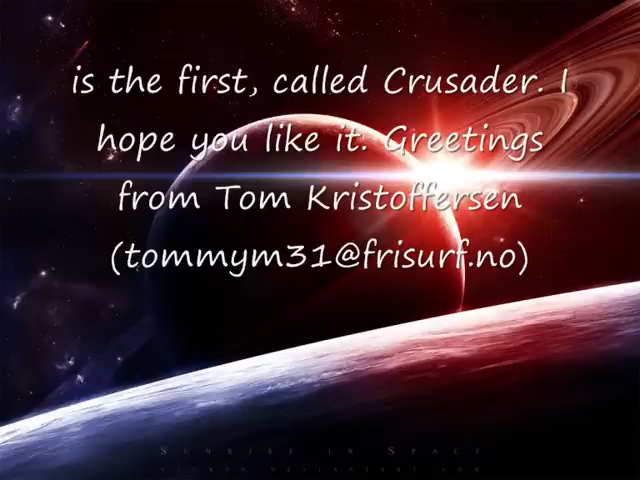 is the first, called Crusader. I
hope you like it. Greetings
from Tom Kristoffersen
(tommym31@frisurf.no)
SUNRISE IN SPACE